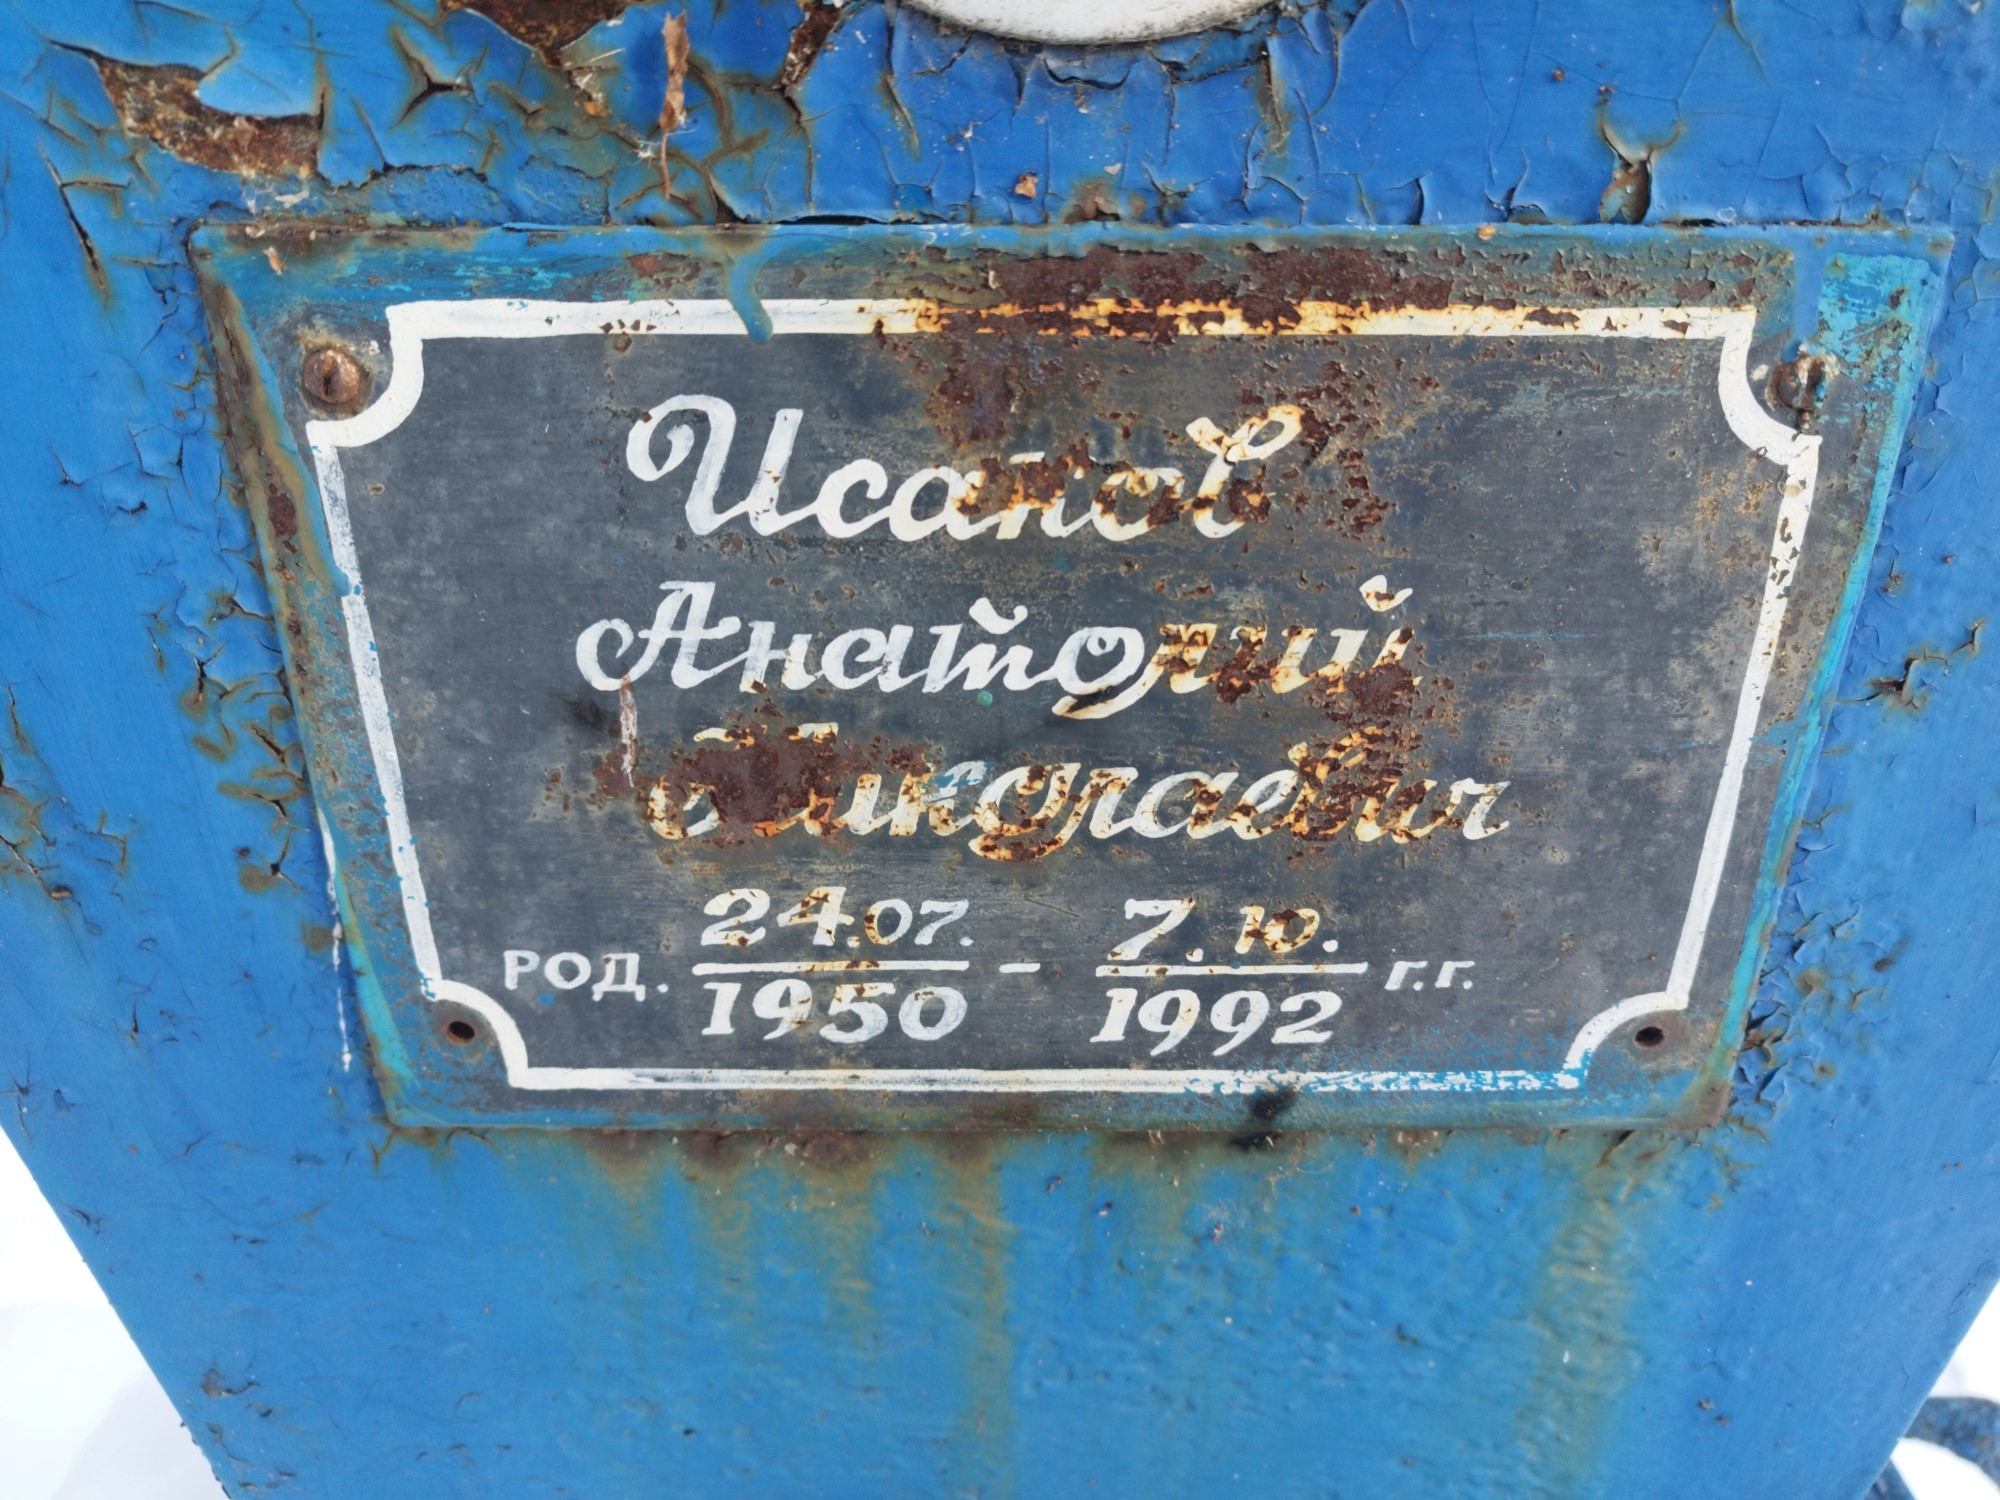 Исаков
Анатолий
Николаевич
24.07. 7.10.
РОД. - г.г.
1950 1992